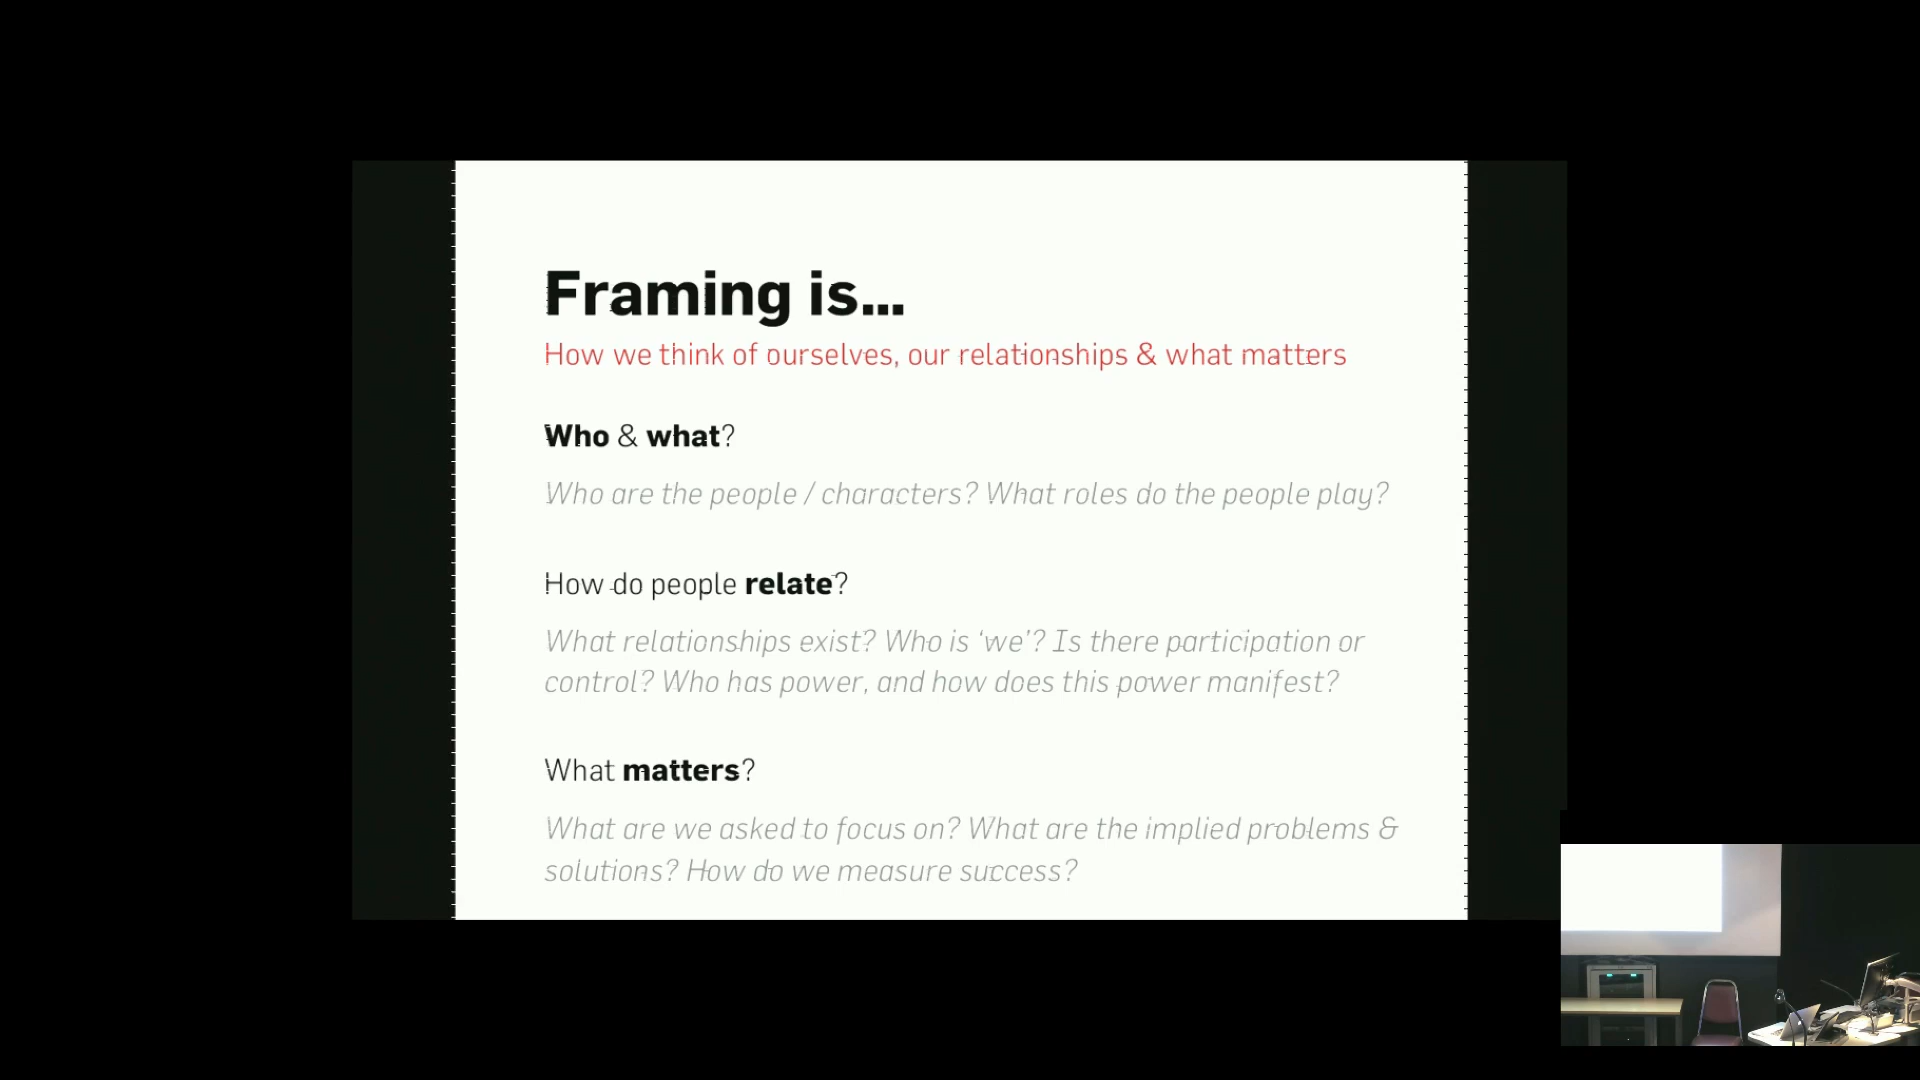 Framing is...
How we think of ourselves, our relationships & what matters
Who & what?
Who are the people / characters? What roles do the people play?
How do people relate?
What relationships exist? Who is ‘we’? Is there participation or
control? Who has power, and how does this power manifest?
What matters?
What are we asked to focus on? What are the implied problems &
solutions? How do we measure success?